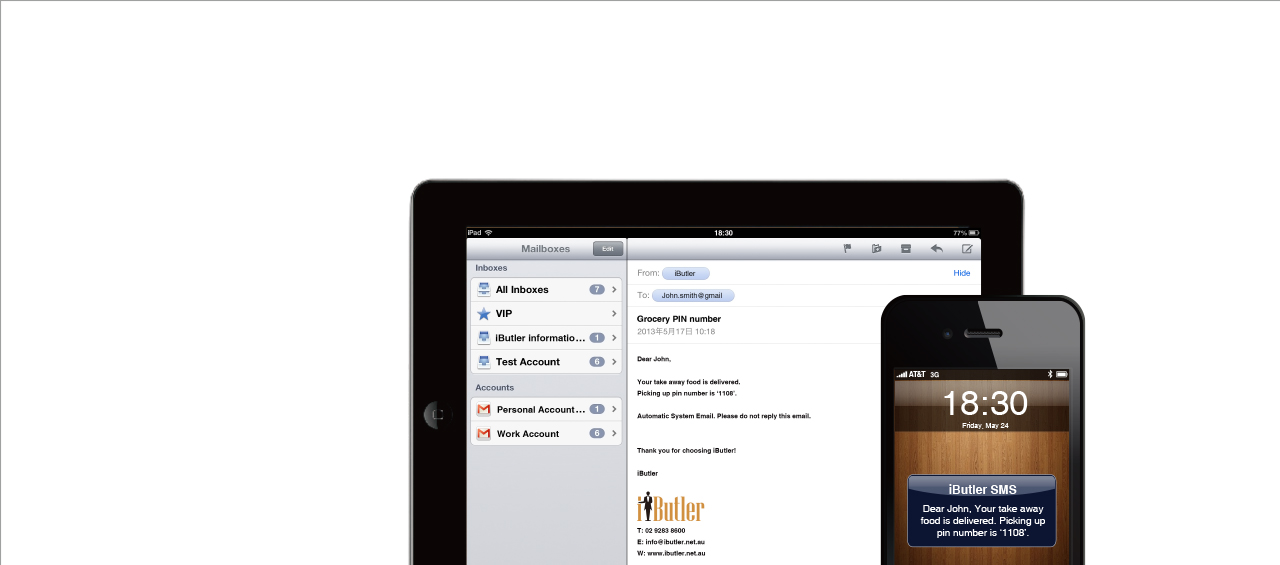 iPad 18:30 77%
Mailboxes Edit
Inboxes
All Inboxes 7
VIP
iButler informatio... 1
Test Account 6
Accounts
Personal Account... 1
Work Account 6
From: iButler Hide
To: John.smith@gmail
Grocery PIN number
2013年5月17日 10:18
Dear John,
Your take away food is delivered.
Picking up pin number is '1108'.
Automatic System Email. Please do not reply this email.
Thank you for choosing iButler!
iButler
iButler
T: 02 9283 8600
E: info@ibutler.net.au
W: www.ibutler.net.au
AT&T 3G
18:30
Friday, May 24
iButler SMS
Dear John, Your take away
food is delivered. Picking up
pin number is '1108'.